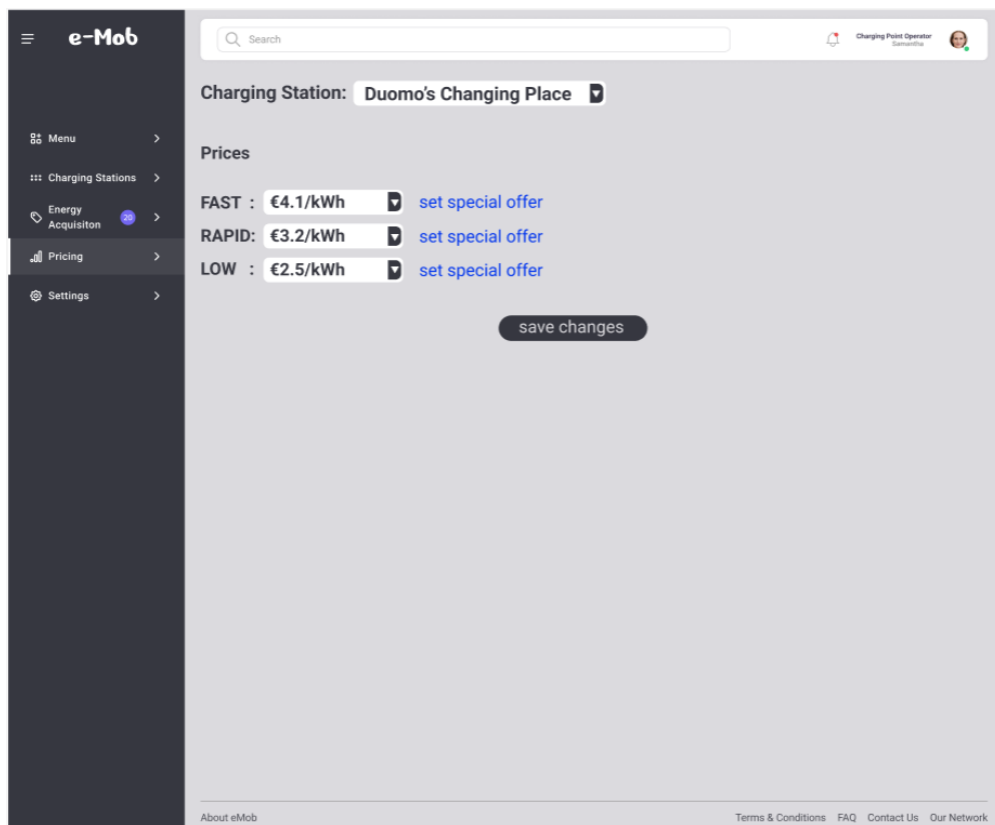 e-Mob
Search
Charging Point Operator
Samantha
Charging Station: Duomo's Changing Place
Menu
Charging Stations
Energy
Acquisiton 20
Pricing
Settings
Prices
FAST : €4.1/kWh set special offer
RAPID: €3.2/kWh set special offer
LOW : €2.5/kWh set special offer
save changes
About eMob
Terms & Conditions FAQ Contact Us Our Network